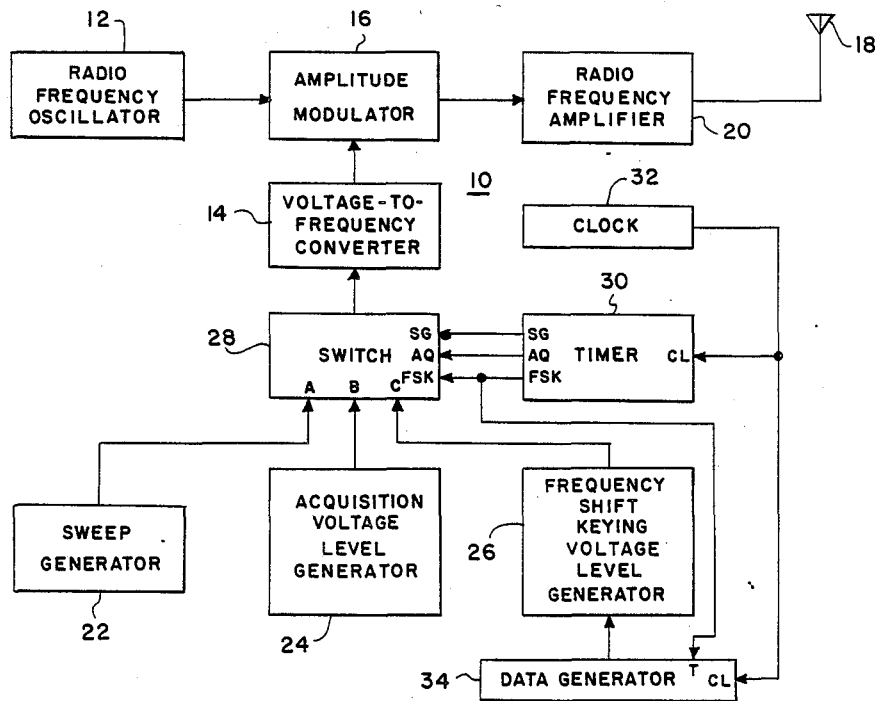 12
16
18
RADIO
FREQUENCY
OSCILLATOR
AMPLITUDE
MODULATOR
RADIO
FREQUENCY
AMPLIFIER
20
10
32
14
VOLTAGE-TO-
FREQUENCY
CONVERTER
CLOCK
30
28
SWITCH
SG
AQ
FSK
A B C
SG
AQ
FSK
TIMER
CL
SWEEP
GENERATOR
22
ACQUISITION
VOLTAGE
LEVEL
GENERATOR
24
26
FREQUENCY
SHIFT
KEYING
VOLTAGE
LEVEL
GENERATOR
34
DATA GENERATOR
T
CL